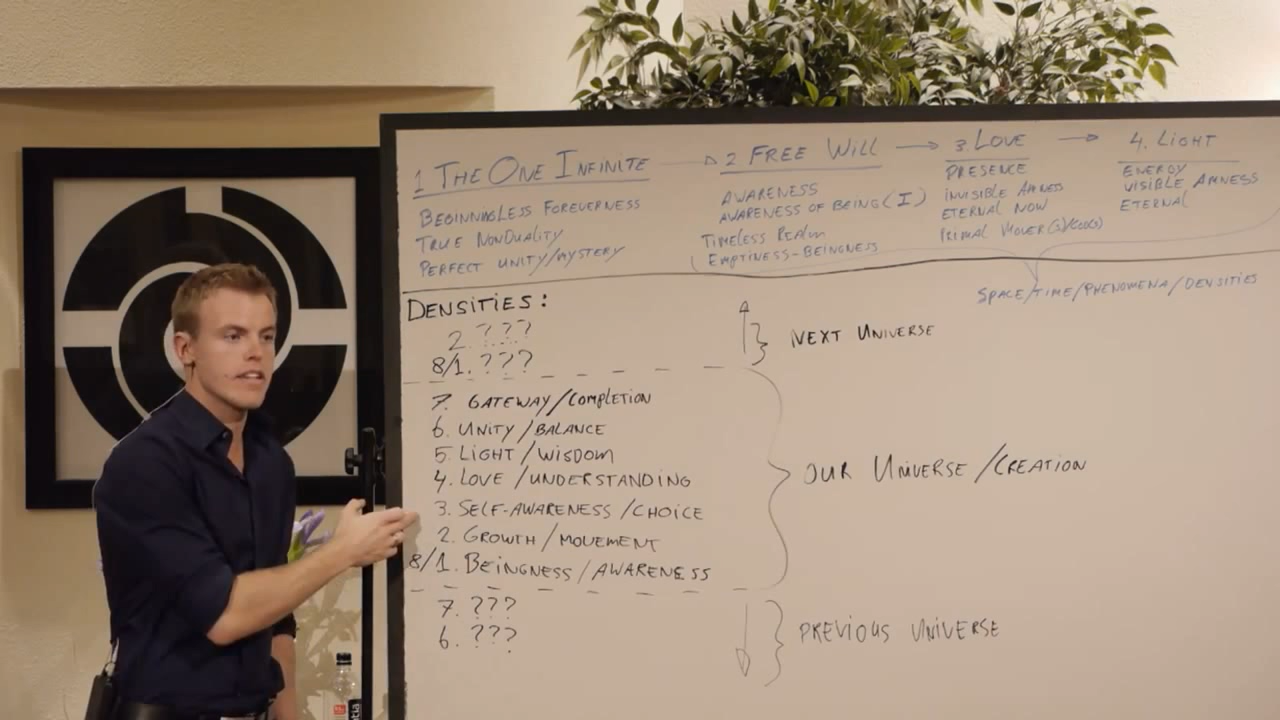 1 THE ONE INFINITE → 2 FREE WILL → 3. LOVE → 4. LIGHT
BEGINNINGLESS FOREVERNESS
TRUE NONDUALITY
PERFECT UNITY/MYSTERY
AWARENESS
AWARENESS OF BEING (I)
TIMELESS REALM
EMPTINESS-BEINGNESS
PRESENCE
INVISIBLE AMNESS
ETERNAL NOW
PRIMAL MOVER(S)/GOD(S)
ENERGY
VISIBLE AMNESS
ETERNAL
SPACE/TIME/PHENOMENA/DENSITIES
DENSITIES:
2. ???
8/1. ???
NEXT UNIVERSE
7. GATEWAY/COMPLETION
6. UNITY/BALANCE
5. LIGHT/WISDOM
4. LOVE/UNDERSTANDING
3. SELF-AWARENESS/CHOICE
2. GROWTH/MOVEMENT
8/1. BEINGNESS/AWARENESS
OUR UNIVERSE/CREATION
7. ???
6. ???
PREVIOUS UNIVERSE